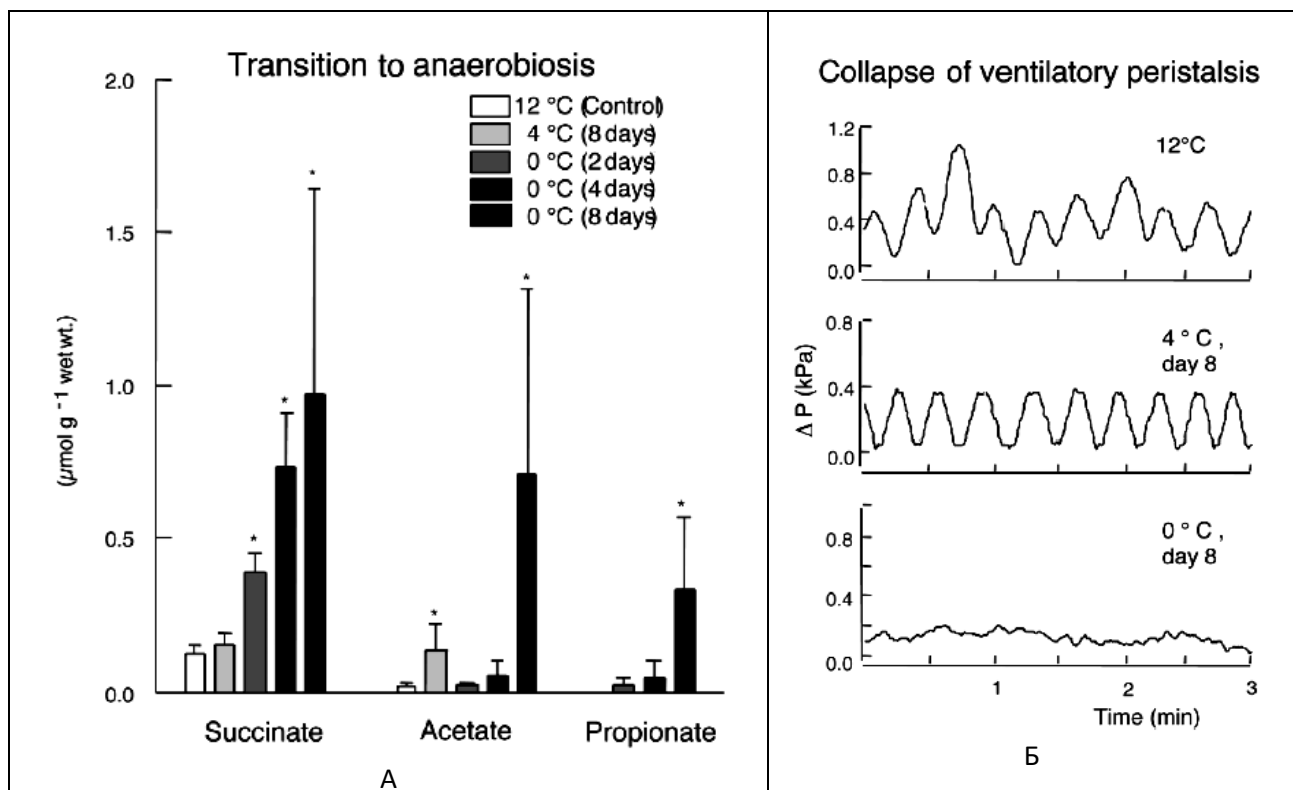 Transition to anaerobiosis
2.0
1.5
1.0
0.5
0.0
(µmol g⁻¹ wet wt.)
12 °C (Control)
4 °C (8 days)
0 °C (2 days)
0 °C (4 days)
0 °C (8 days)
* * * * * *
Succinate Acetate Propionate
А
Collapse of ventilatory peristalsis
1.2
0.8
0.4
0.0
12°C
0.8
0.4
0.0
4 ° C ,
day 8
Δ P (kPa)
0.8
0.4
0.0
0 ° C ,
day 8
1 2 3
Time (min)
Б